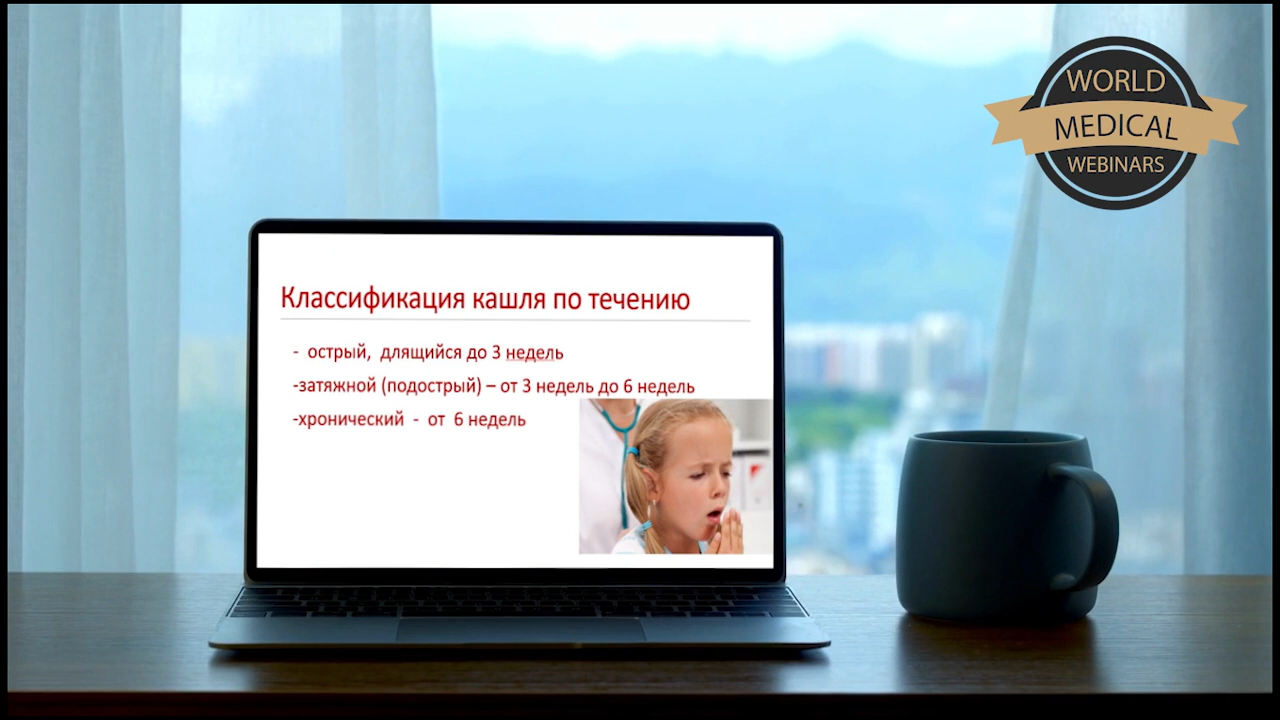 WORLD
MEDICAL
WEBINARS
Классификация кашля по течению
- острый, длящийся до 3 недель
-затяжной (подострый) – от 3 недель до 6 недель
-хронический - от 6 недель